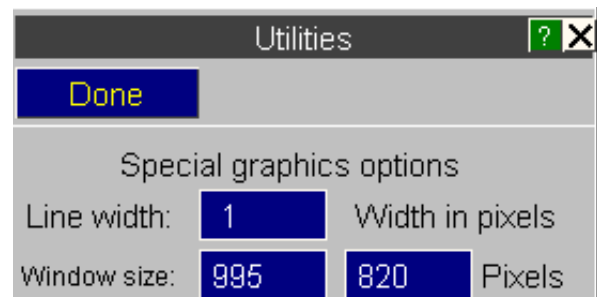 Utilities ? X
Done
Special graphics options
Line width: 1 Width in pixels
Window size: 995 820 Pixels